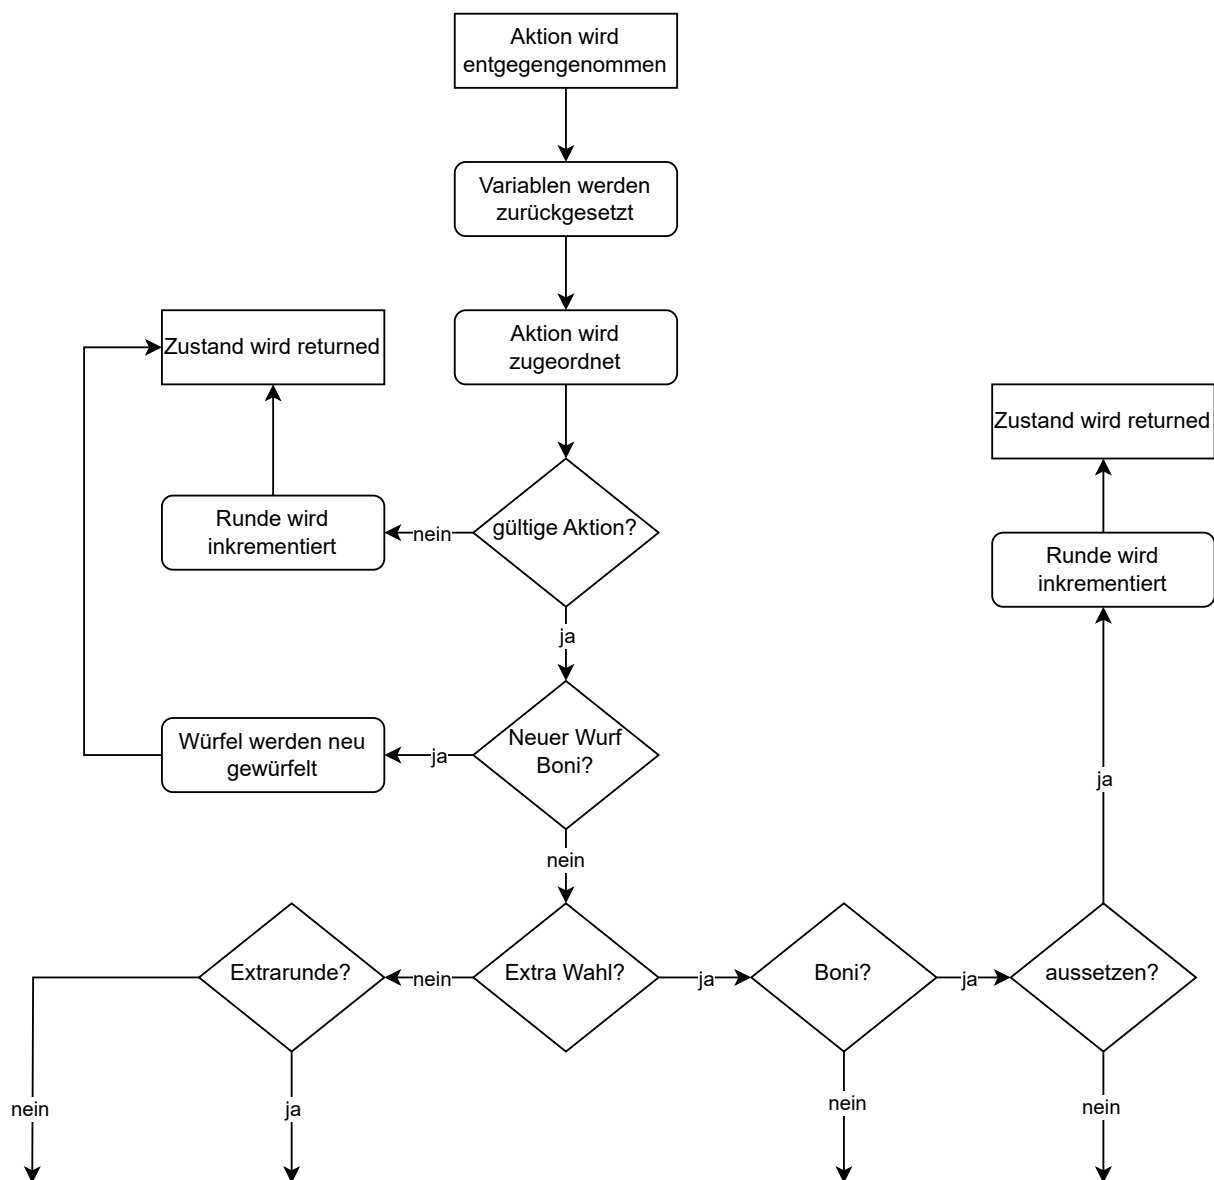 Aktion wird
entgegengenommen
Variablen werden
zurückgesetzt
Zustand wird returned
Aktion wird
zugeordnet
Zustand wird returned
Runde wird
inkrementiert
nein
gültige Aktion?
Runde wird
inkrementiert
ja
Würfel werden neu
gewürfelt
ja
Neuer Wurf
Boni?
ja
nein
Extrarunde?
nein
Extra Wahl?
ja
Boni?
ja
aussetzen?
nein
ja
nein
nein